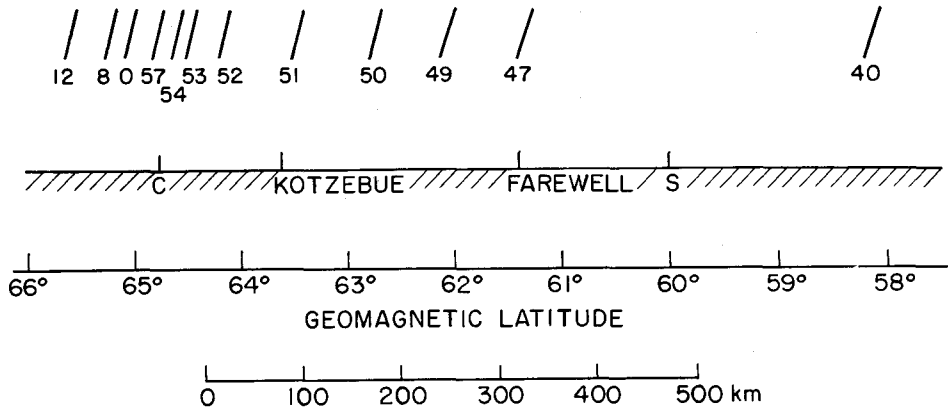 12 8 0 57 53 52 51 50 49 47 40
54
C KOTZEBUE FAREWELL S
66° 65° 64° 63° 62° 61° 60° 59° 58°
GEOMAGNETIC LATITUDE
0 100 200 300 400 500 km